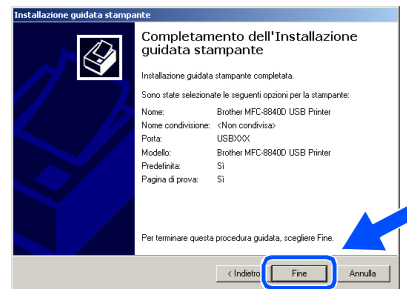 Installazione guidata stampante
Completamento dell'Installazione
guidata stampante
Installazione guidata stampante completata.
Sono state selezionate le seguenti opzioni per la stampante:
Nome: Brother MFC-8840D USB Printer
Nome condivisione: <Non condivisa>
Porta: USBXXX
Modello: Brother MFC-8840D USB Printer
Predefinita: Sì
Pagina di prova: Sì
Per terminare questa procedura guidata, scegliere Fine.
< Indietro Fine Annulla